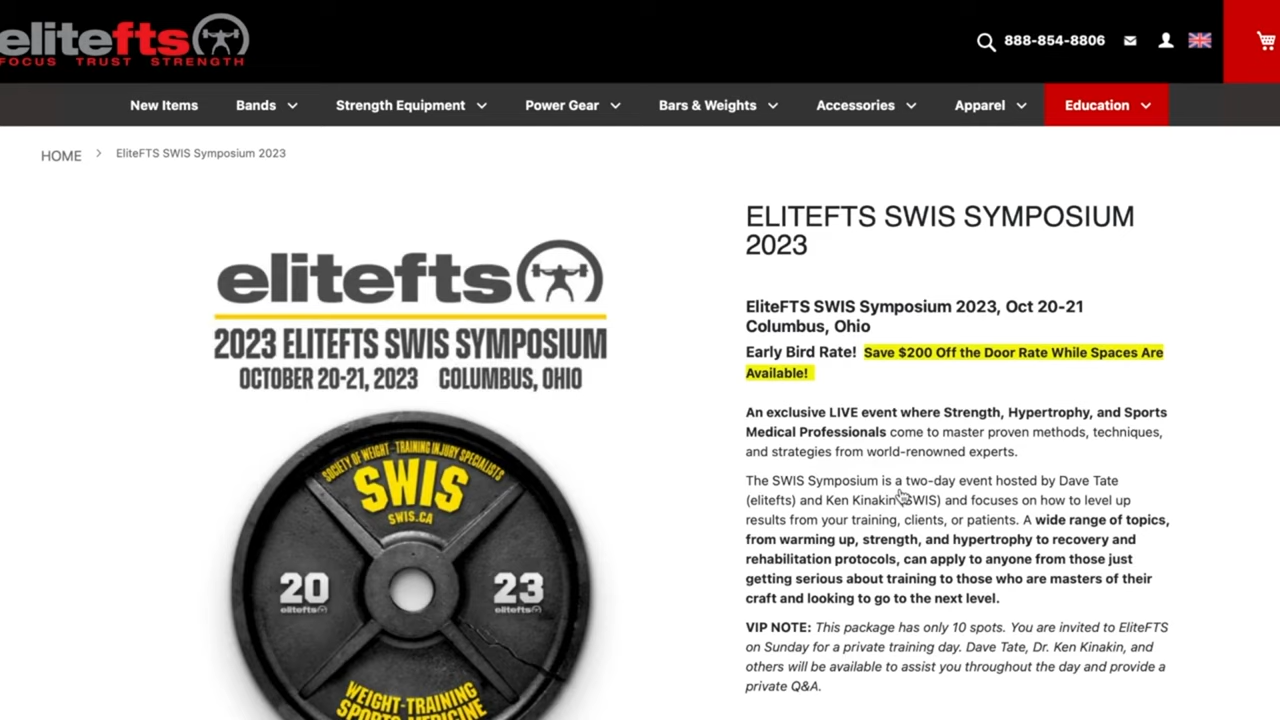 elitefts
FOCUS TRUST STRENGTH
888-854-8806
New Items
Bands
Strength Equipment
Power Gear
Bars & Weights
Accessories
Apparel
Education
HOME
EliteFTS SWIS Symposium 2023
elitefts
2023 ELITEFTS SWIS SYMPOSIUM
OCTOBER 20-21, 2023 COLUMBUS, OHIO
SOCIETY OF WEIGHT-TRAINING INJURY SPECIALISTS
SWIS
SWIS.CA
20
elitefts
23
elitefts
WEIGHT-TRAINING
SPORTS MEDICINE
ELITEFTS SWIS SYMPOSIUM
2023
EliteFTS SWIS Symposium 2023, Oct 20-21
Columbus, Ohio
Early Bird Rate! Save $200 Off the Door Rate While Spaces Are
Available!
An exclusive LIVE event where Strength, Hypertrophy, and Sports
Medical Professionals come to master proven methods, techniques,
and strategies from world-renowned experts.
The SWIS Symposium is a two-day event hosted by Dave Tate
(elitefts) and Ken Kinakin (SWIS) and focuses on how to level up
results from your training, clients, or patients. A wide range of topics,
from warming up, strength, and hypertrophy to recovery and
rehabilitation protocols, can apply to anyone from those just
getting serious about training to those who are masters of their
craft and looking to go to the next level.
VIP NOTE: This package has only 10 spots. You are invited to EliteFTS
on Sunday for a private training day. Dave Tate, Dr. Ken Kinakin, and
others will be available to assist you throughout the day and provide a
private Q&A.